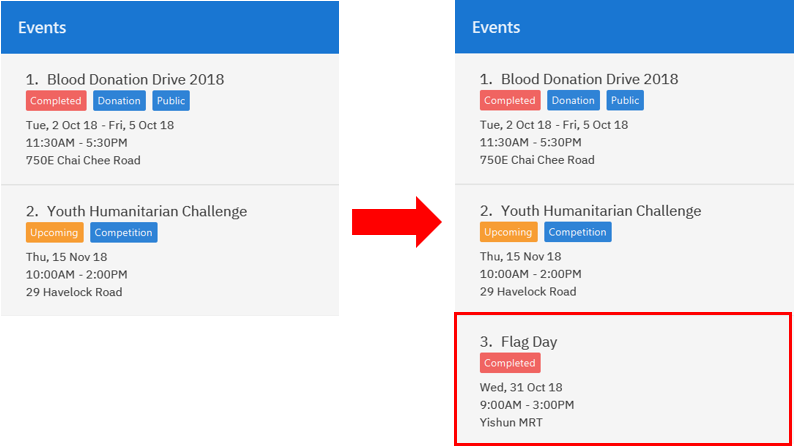 Events
1. Blood Donation Drive 2018
Completed Donation Public
Tue, 2 Oct 18 - Fri, 5 Oct 18
11:30AM - 5:30PM
750E Chai Chee Road
2. Youth Humanitarian Challenge
Upcoming Competition
Thu, 15 Nov 18
10:00AM - 2:00PM
29 Havelock Road
Events
1. Blood Donation Drive 2018
Completed Donation Public
Tue, 2 Oct 18 - Fri, 5 Oct 18
11:30AM - 5:30PM
750E Chai Chee Road
2. Youth Humanitarian Challenge
Upcoming Competition
Thu, 15 Nov 18
10:00AM - 2:00PM
29 Havelock Road
3. Flag Day
Completed
Wed, 31 Oct 18
9:00AM - 3:00PM
Yishun MRT